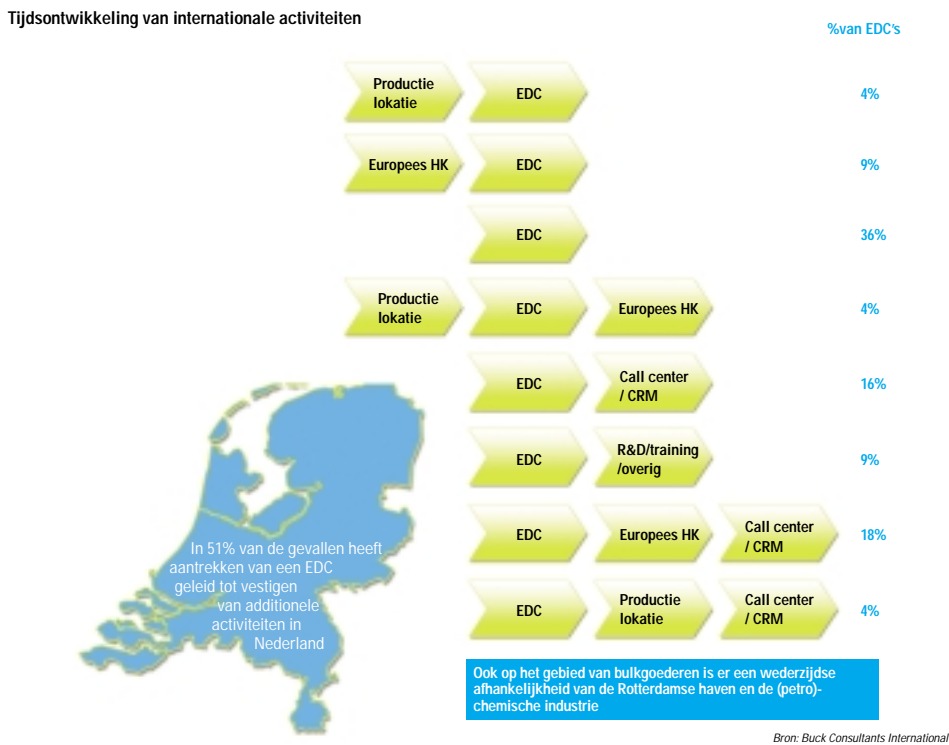 Tijdsontwikkeling van internationale activiteiten
%van EDC's
Productie
lokatie
EDC
4%
Europees HK
EDC
9%
EDC
36%
Productie
lokatie
EDC
Europees HK
4%
EDC
Call center
/ CRM
16%
EDC
R&D/training
/overig
9%
EDC
Europees HK
Call center
/ CRM
18%
EDC
Productie
lokatie
Call center
/ CRM
4%
In 51% van de gevallen heeft
aantrekken van een EDC
geleid tot vestigen
van additionele
activiteiten in
Nederland
Ook op het gebied van bulkgoederen is er een wederzijdse
afhankelijkheid van de Rotterdamse haven en de (petro)-
chemische industrie
Bron: Buck Consultants International